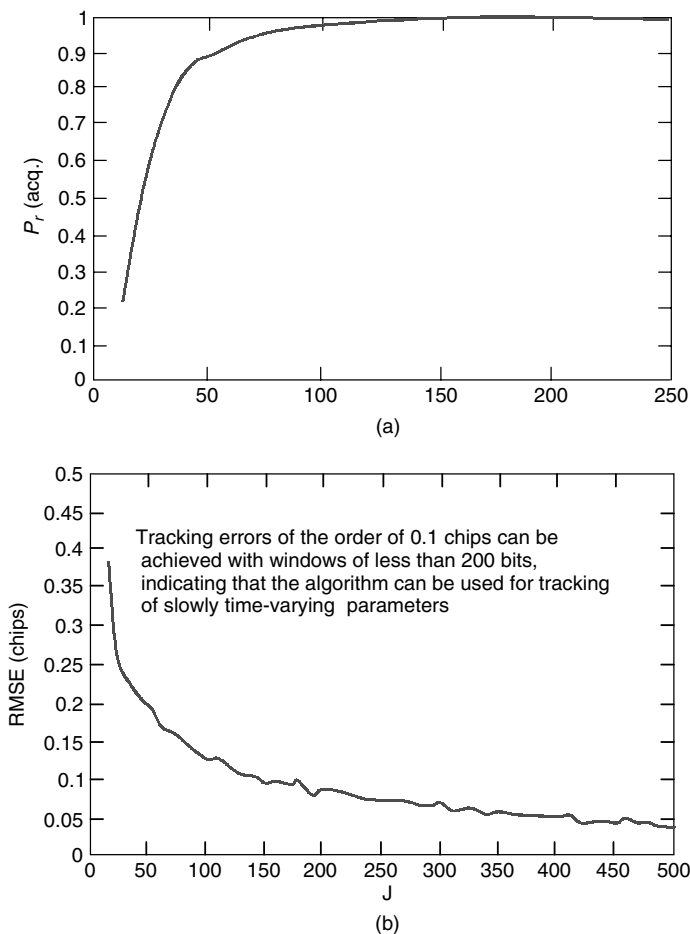 1
0.9
0.8
0.7
0.6
0.5
0.4
0.3
0.2
0.1
0
P_r (acq.)
0 50 100 150 200 250
(a)
0.5
0.45
0.4
0.35
0.3
0.25
0.2
0.15
0.1
0.05
0
RMSE (chips)
Tracking errors of the order of 0.1 chips can be
achieved with windows of less than 200 bits,
indicating that the algorithm can be used for tracking
of slowly time-varying parameters
0 50 100 150 200 250 300 350 400 450 500
J
(b)